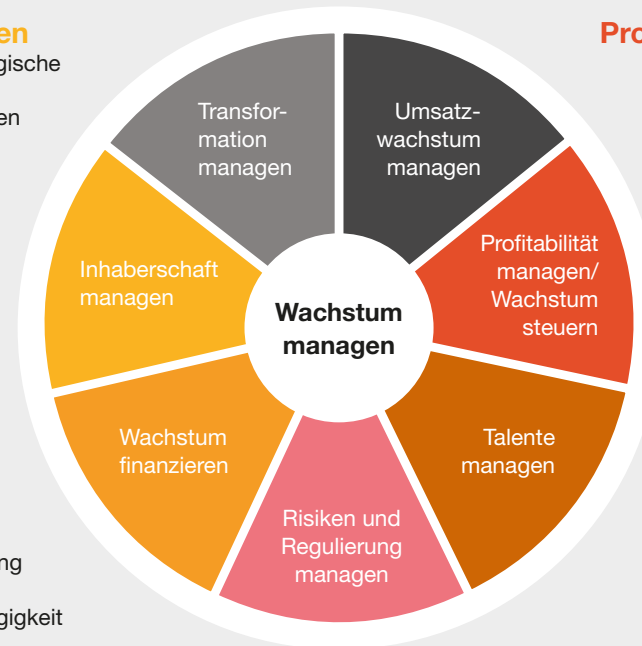 en
gische
en
Pro
Transfor-
mation
managen
Umsatz-
wachstum
managen
Inhaberschaft
managen
Profitabilität
managen/
Wachstum
steuern
Wachstum
managen
Wachstum
finanzieren
Talente
managen
Risiken und
Regulierung
managen
ng
gigkeit